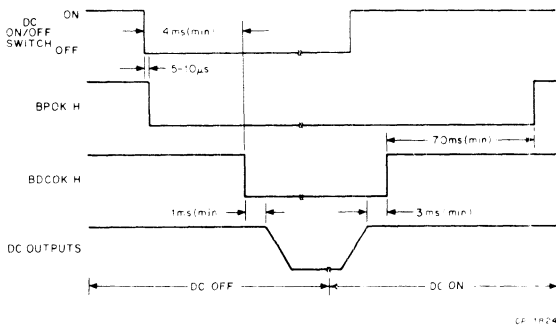 ON
DC
ON/OFF
SWITCH
OFF
4ms(min)
5-10μs
BPOK H
70ms(min)
BDCOK H
1ms(min
3ms min)
DC OUTPUTS
DC OFF
DC ON